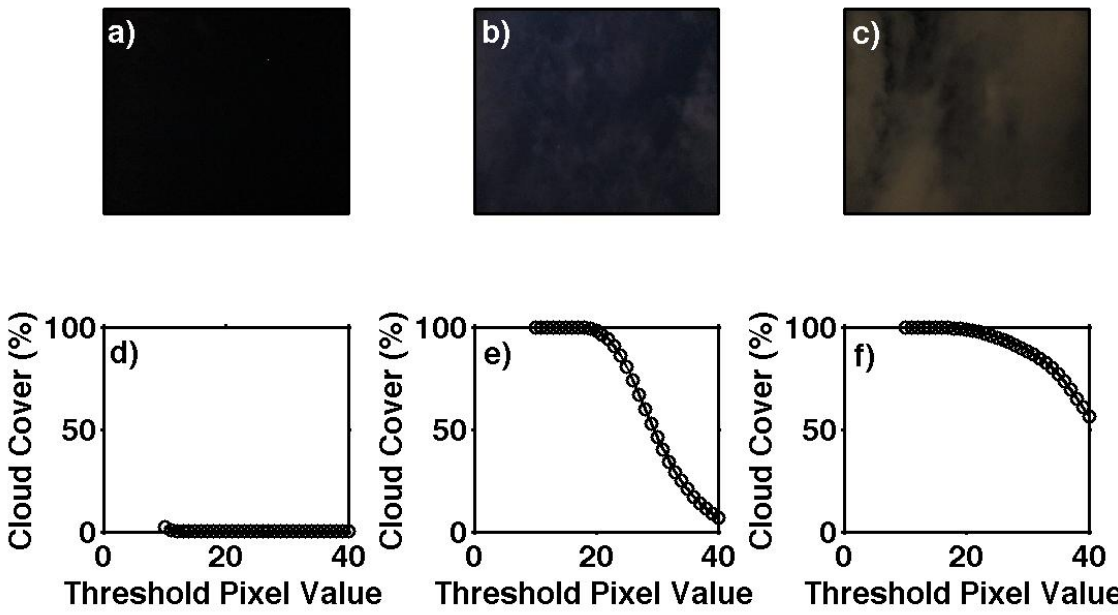 a) b) c)
100 100 100
d) e) f)
Cloud Cover (%) Cloud Cover (%) Cloud Cover (%)
50 50 50
0 0 0
0 20 40 0 20 40 0 20 40
Threshold Pixel Value Threshold Pixel Value Threshold Pixel Value